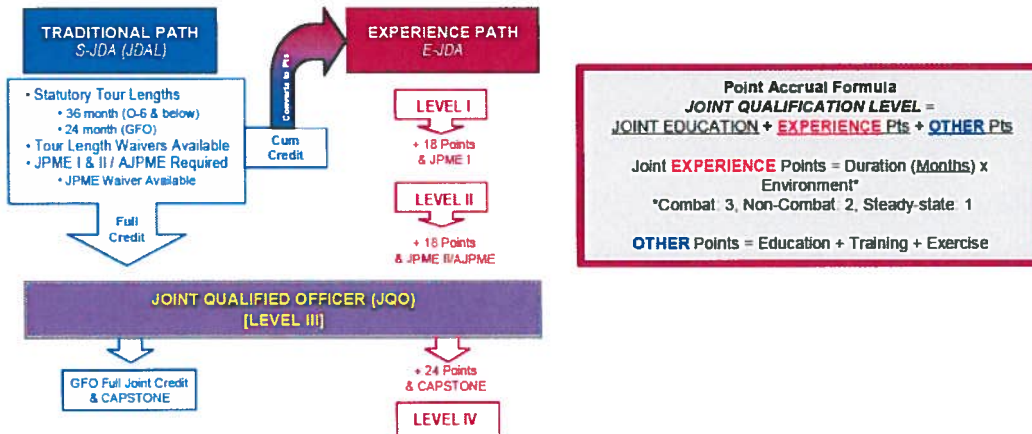 TRADITIONAL PATH
S-JDA (JDAL)
• Statutory Tour Lengths
• 36 month (O-6 & below)
• 24 month (GFO)
• Tour Length Waivers Available
• JPME I & II / AJPME Required
• JPME Waiver Available
Full
Credit
Cum
Credit
Converts to Pts
EXPERIENCE PATH
E-JDA
LEVEL I
+ 18 Points
& JPME I
LEVEL II
+ 18 Points
& JPME II/AJPME
JOINT QUALIFIED OFFICER (JQO)
[LEVEL III]
GFO Full Joint Credit
& CAPSTONE
+ 24 Points
& CAPSTONE
LEVEL IV
Point Accrual Formula
JOINT QUALIFICATION LEVEL =
JOINT EDUCATION + EXPERIENCE Pts + OTHER Pts
Joint EXPERIENCE Points = Duration (Months) x
Environment*
*Combat: 3, Non-Combat: 2, Steady-state: 1
OTHER Points = Education + Training + Exercise